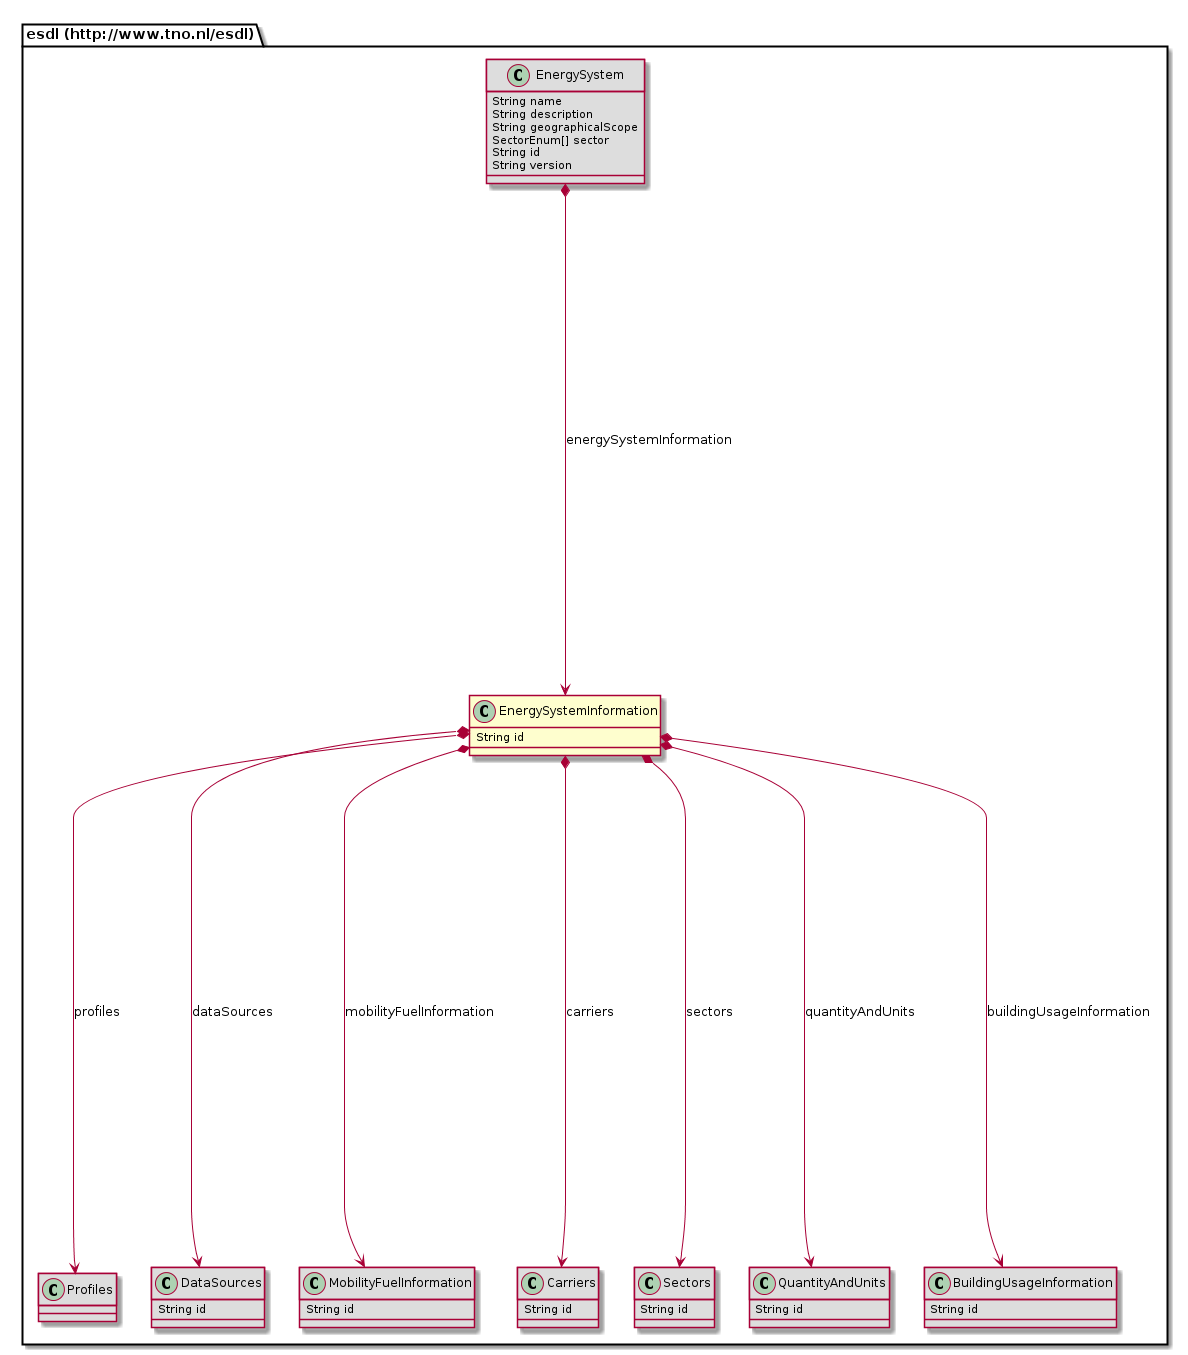 esdl (http://www.tno.nl/esdl)
C EnergySystem
String name
String description
String geographicalScope
SectorEnum[] sector
String id
String version
energySystemInformation
C EnergySystemInformation
String id
profiles
dataSources
mobilityFuelInformation
carriers
sectors
quantityAndUnits
buildingUsageInformation
C Profiles
C DataSources
String id
C MobilityFuelInformation
String id
C Carriers
String id
C Sectors
String id
C QuantityAndUnits
String id
C BuildingUsageInformation
String id